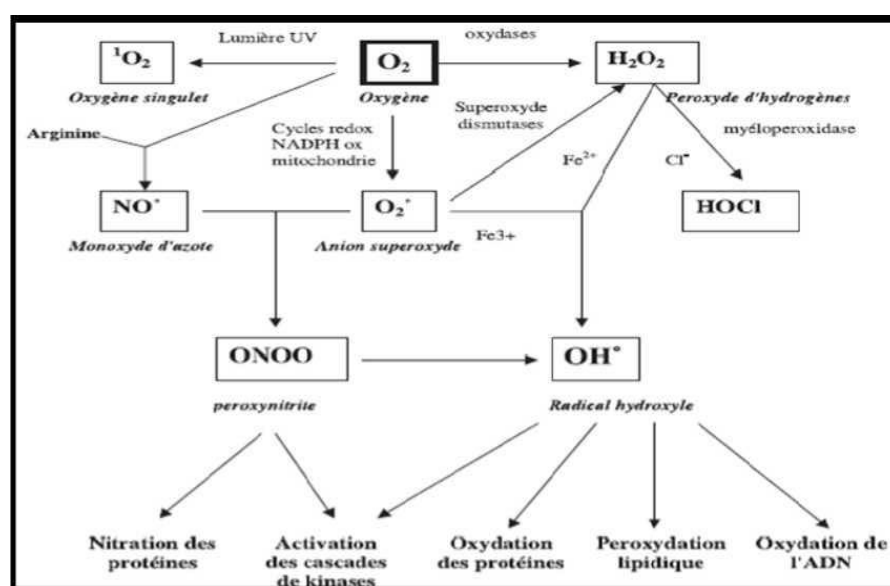 Lumière UV
oxydases
¹O₂
O₂
H₂O₂
Oxygène singulet
Oxygène
Peroxyde d'hydrogènes
Arginine
Cycles redox
NADPH ox
mitochondrie
Superoxyde
dismutases
myéloperoxidase
Fe²⁺
Cl•
NO•
O₂•
HOCl
Monoxyde d'azote
Anion superoxyde
Fe3+
ONOO
OH°
peroxynitrite
Radical hydroxyle
Nitration des
protéines
Activation
des cascades
de kinases
Oxydation
des protéines
Peroxydation
lipidique
Oxydation de
l'ADN